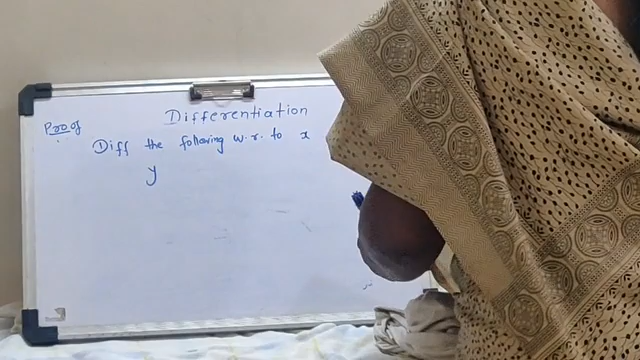 Differentiation
Proof
Diff the following w.r. to x
y